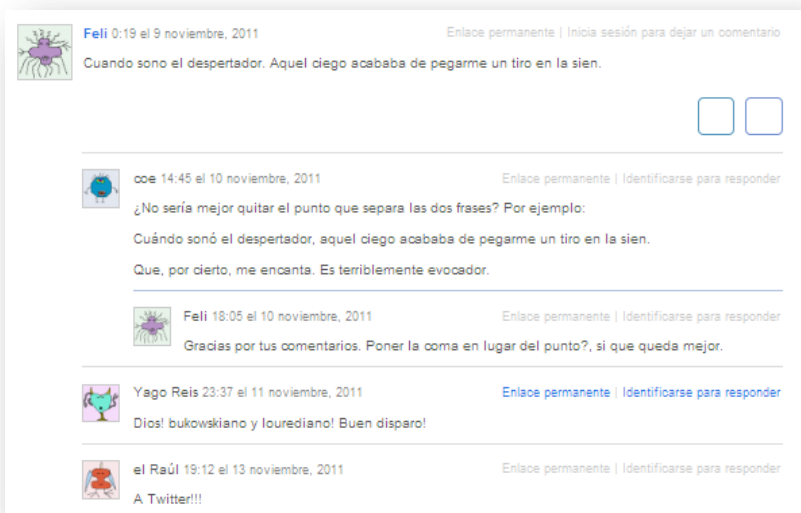 Feli 0:19 el 9 noviembre, 2011 Enlace permanente | Inicia sesión para dejar un comentario
Cuando sono el despertador. Aquel ciego acababa de pegarme un tiro en la sien.
coe 14:45 el 10 noviembre, 2011 Enlace permanente | Identificarse para responder
¿No sería mejor quitar el punto que separa las dos frases? Por ejemplo:
Cuándo sonó el despertador, aquel ciego acababa de pegarme un tiro en la sien.
Que, por cierto, me encanta. Es terriblemente evocador.
Feli 18:05 el 10 noviembre, 2011 Enlace permanente | Identificarse para responder
Gracias por tus comentarios. Poner la coma en lugar del punto?, si que queda mejor.
Yago Reis 23:37 el 11 noviembre, 2011 Enlace permanente | Identificarse para responder
Dios! bukowskiano y lourediano! Buen disparo!
el Raúl 19:12 el 13 noviembre, 2011 Enlace permanente | Identificarse para responder
A Twitter!!!